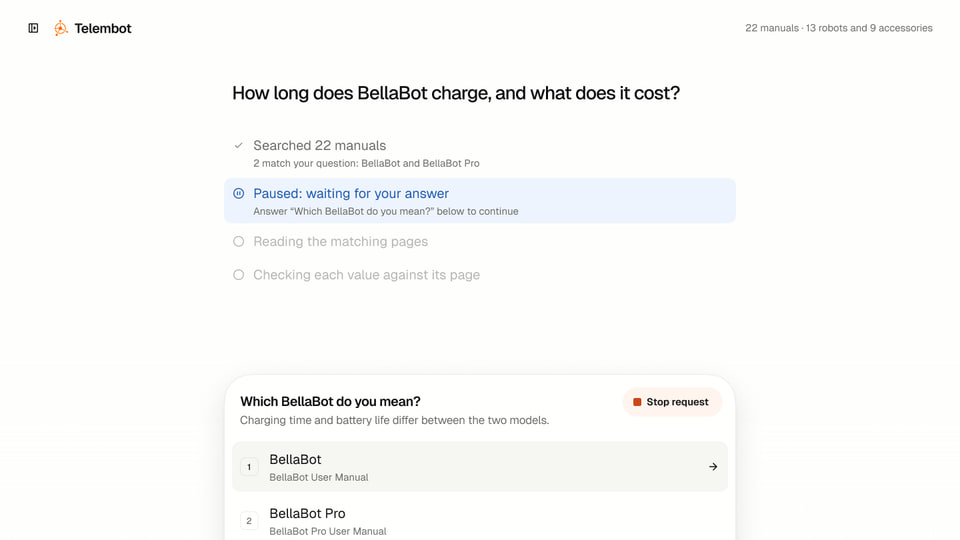 Telembot
22 manuals · 13 robots and 9 accessories
How long does BellaBot charge, and what does it cost?
Searched 22 manuals
2 match your question: BellaBot and BellaBot Pro
Paused: waiting for your answer
Answer “Which BellaBot do you mean?” below to continue
Reading the matching pages
Checking each value against its page
Which BellaBot do you mean?
Stop request
Charging time and battery life differ between the two models.
1 BellaBot
BellaBot User Manual
2 BellaBot Pro
BellaBot Pro User Manual